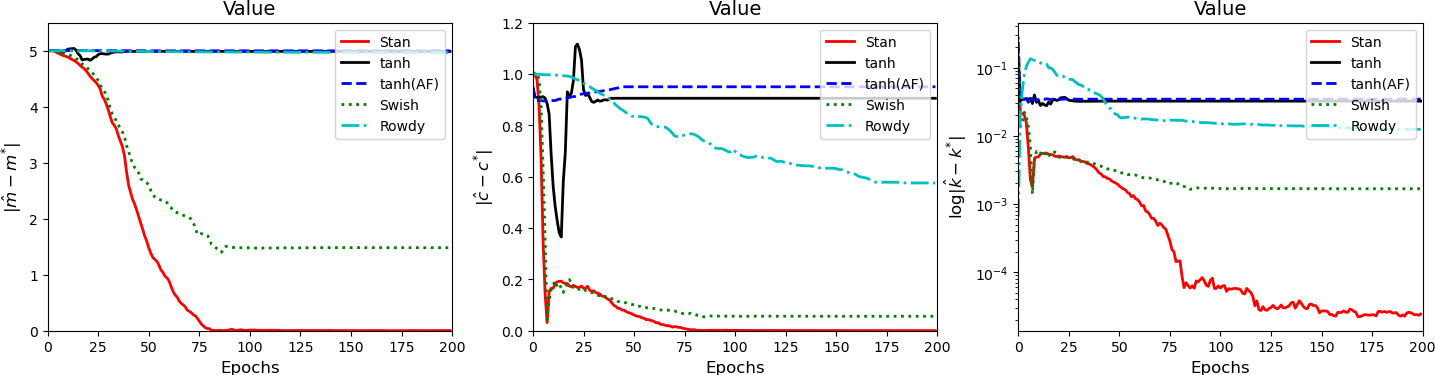 Value
|m̂ − m*|
5
4
3
2
1
0
Stan
tanh
tanh(AF)
Swish
Rowdy
0 25 50 75 100 125 150 175 200
Epochs
Value
|ĉ − c*|
1.2
1.0
0.8
0.6
0.4
0.2
0.0
Stan
tanh
tanh(AF)
Swish
Rowdy
0 25 50 75 100 125 150 175 200
Epochs
Value
log|k̂ − k*|
10⁻¹
10⁻²
10⁻³
10⁻⁴
Stan
tanh
tanh(AF)
Swish
Rowdy
0 25 50 75 100 125 150 175 200
Epochs